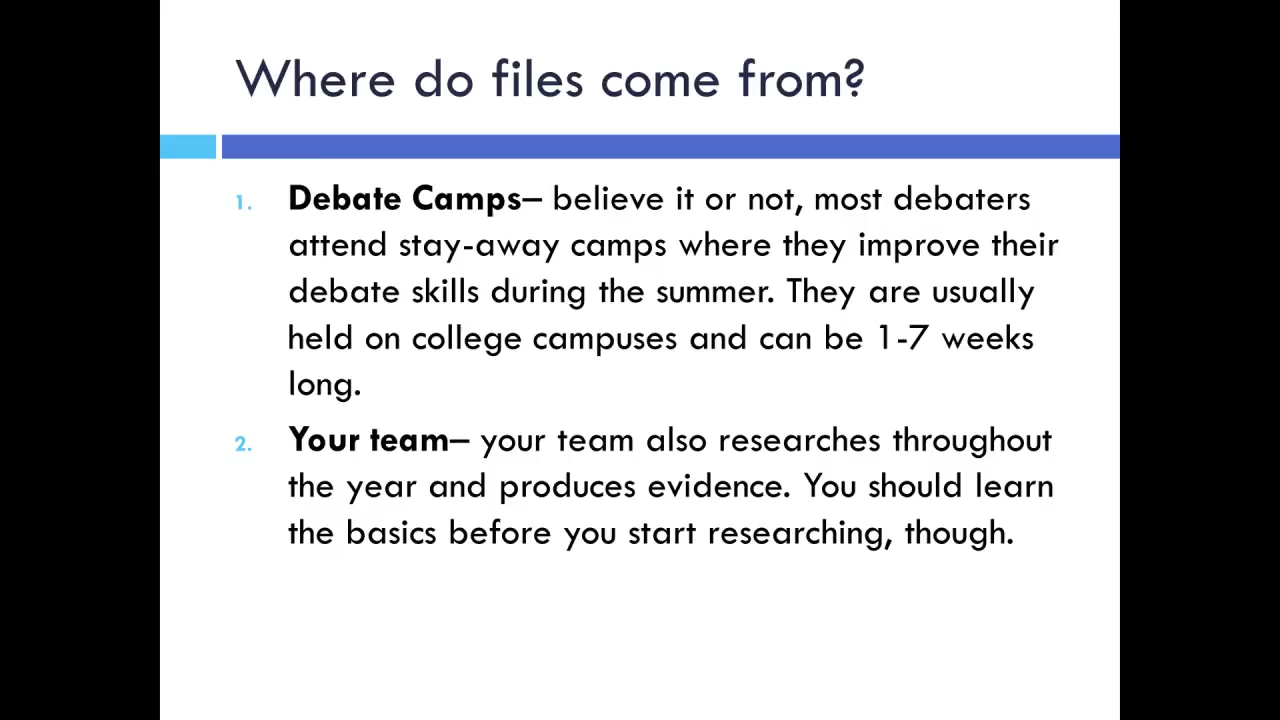 Where do files come from?
1. Debate Camps– believe it or not, most debaters
attend stay-away camps where they improve their
debate skills during the summer. They are usually
held on college campuses and can be 1-7 weeks
long.
2. Your team– your team also researches throughout
the year and produces evidence. You should learn
the basics before you start researching, though.